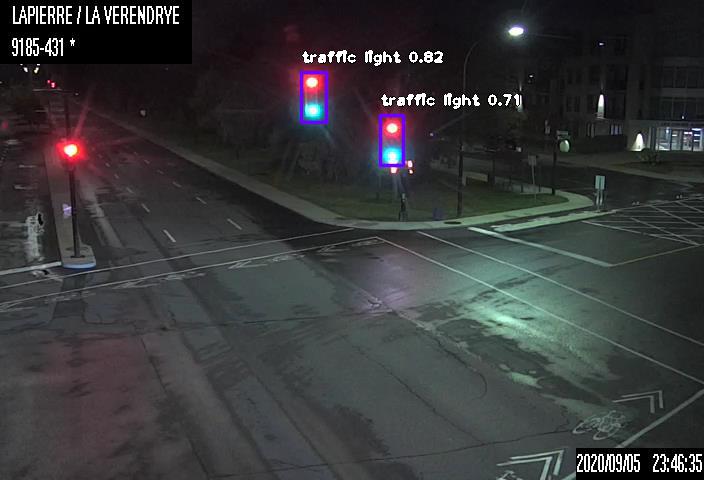 LAPIERRE / LA VERENDRYE
9185-431 *
traffic light 0.82
traffic light 0.71
2020/09/05 23:46:35